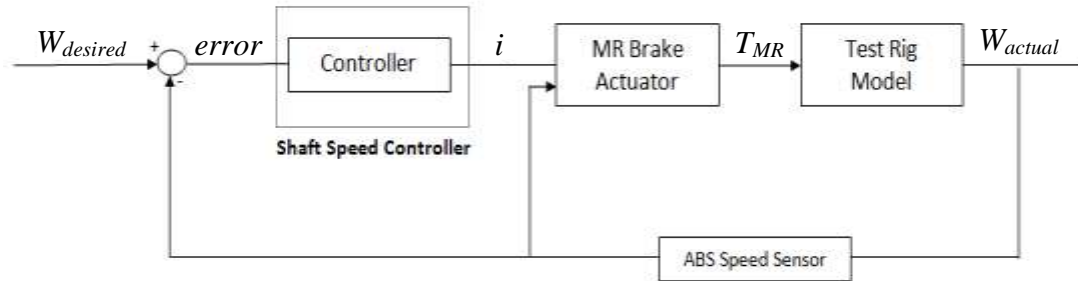 W_desired
+
-
error
Controller
Shaft Speed Controller
i
MR Brake
Actuator
T_MR
Test Rig
Model
W_actual
ABS Speed Sensor